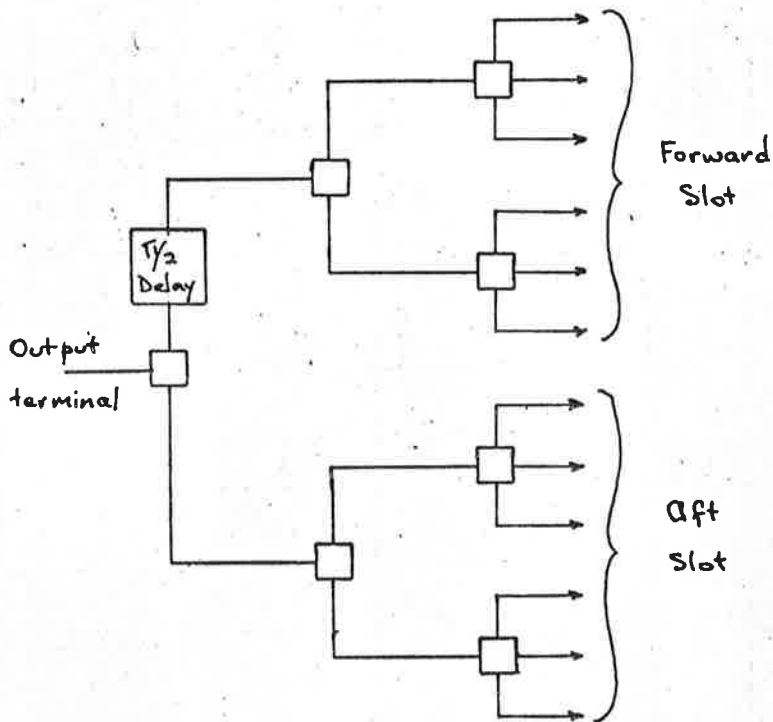 Forward
Slot
π/2
Delay
Output
terminal
Aft
Slot